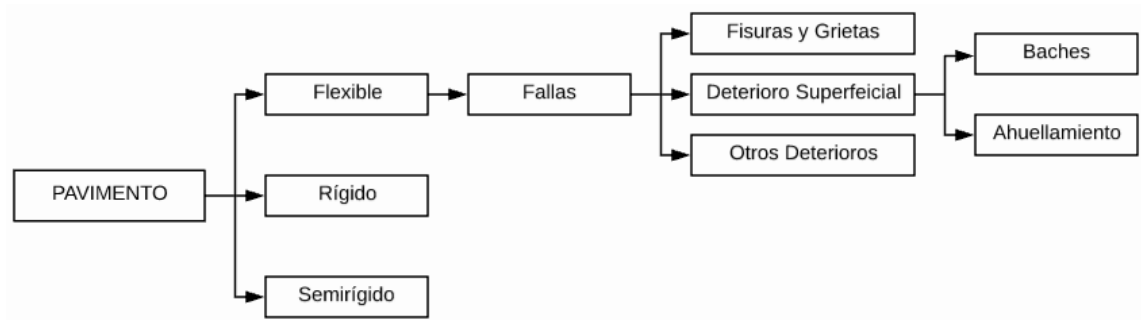 Fisuras y Grietas
Baches
Flexible
Fallas
Deterioro Superfeicial
Ahuellamiento
Otros Deterioros
PAVIMENTO
Rígido
Semirígido